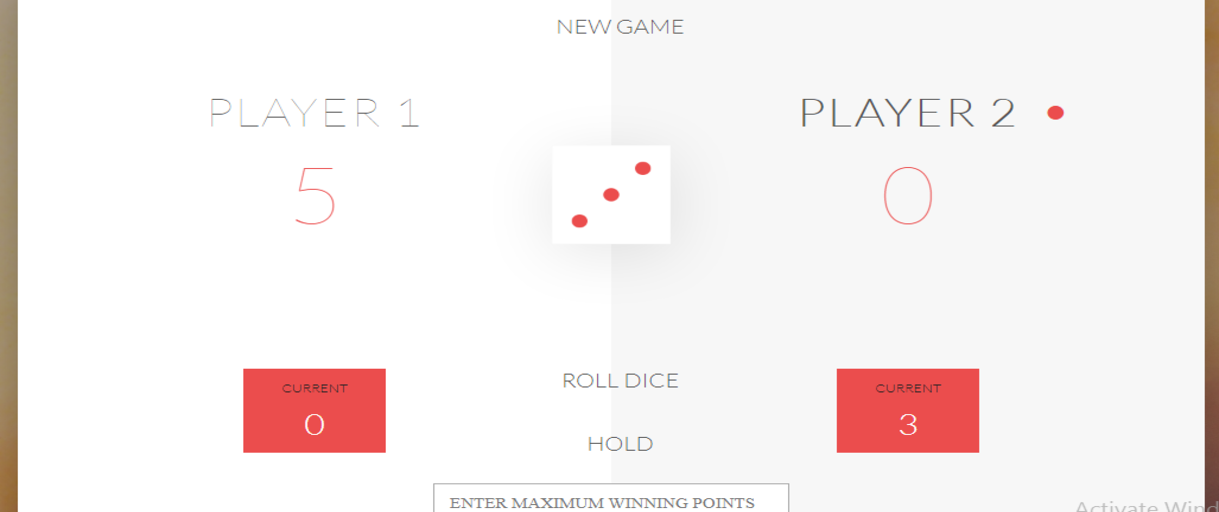 NEW GAME
PLAYER 1
PLAYER 2
5
0
CURRENT
0
ROLL DICE
HOLD
CURRENT
3
ENTER MAXIMUM WINNING POINTS
Activate